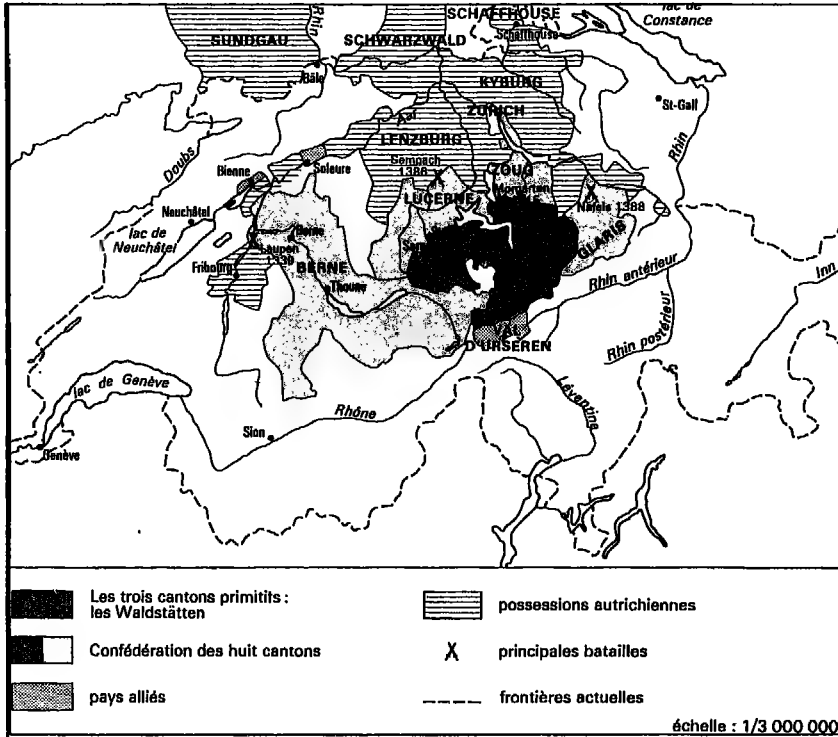 SCHAFFHOUSE
lac de
Constance
Schaffhouse
SUNDGAU
Rhin
SCHWARZWALD
Bâle
KYBURG
St-Gall
ZURICH
Aar
LENZBURG
Rhin
Doubs
Sempach
1386
ZOUG
Bienne
Soleure
Morgarten
LUCERNE
Näfels 1388
Neuchâtel
lac de
Neuchâtel
Berne
GLARIS
Laupen
1339
BERNE
Fribourg
Thoune
Rhin antérieur
Inn
Rhin postérieur
VAL
D'URSEREN
lac de Genève
Léventine
Rhône
Sion
Genève
Les trois cantons primitifs :
les Waldstätten
possessions autrichiennes
Confédération des huit cantons
X principales batailles
pays alliés
frontières actuelles
échelle : 1/3 000 000